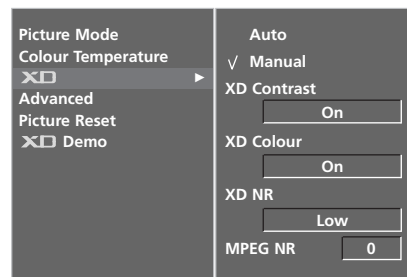 Picture Mode
Colour Temperature
XD
Advanced
Picture Reset
XD Demo
Auto
√ Manual
XD Contrast
On
XD Colour
On
XD NR
Low
MPEG NR 0